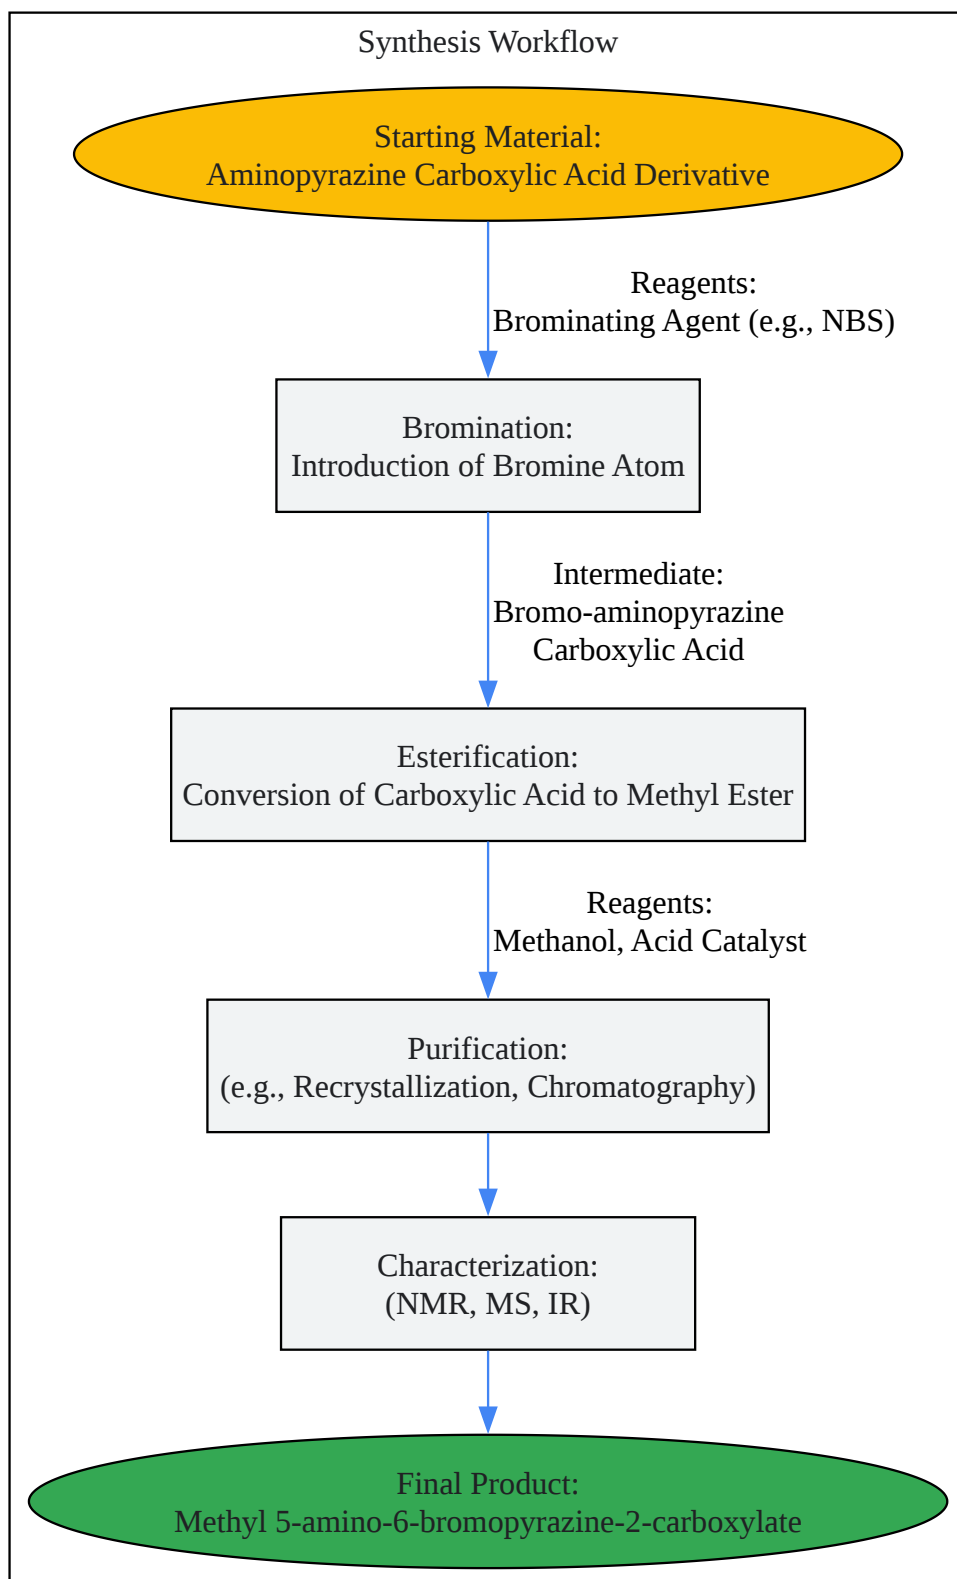 Synthesis Workflow
Starting Material:
Aminopyrazine Carboxylic Acid Derivative
Reagents:
Brominating Agent (e.g., NBS)
Bromination:
Introduction of Bromine Atom
Intermediate:
Bromo-aminopyrazine
Carboxylic Acid
Esterification:
Conversion of Carboxylic Acid to Methyl Ester
Reagents:
Methanol, Acid Catalyst
Purification:
(e.g., Recrystallization, Chromatography)
Characterization:
(NMR, MS, IR)
Final Product:
Methyl 5-amino-6-bromopyrazine-2-carboxylate